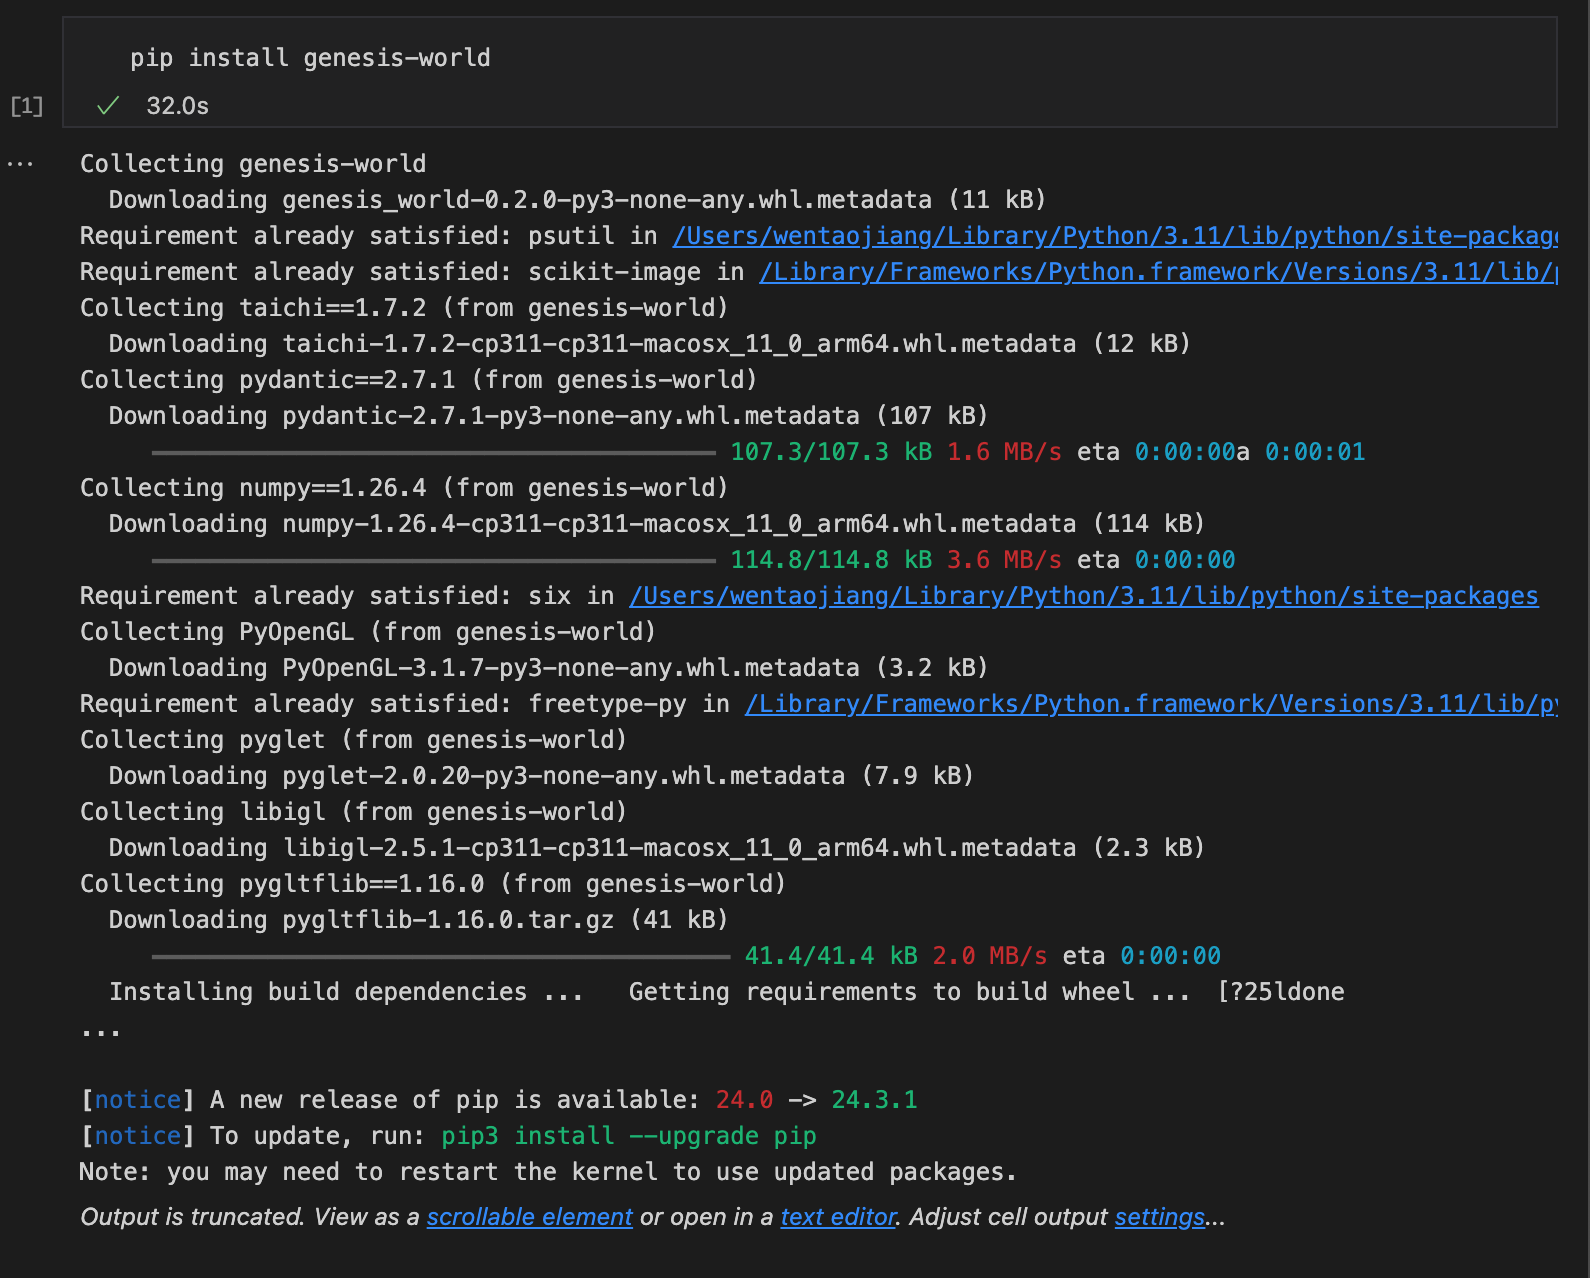 pip install genesis-world
[1]
32.0s
...
Collecting genesis-world
Downloading genesis_world-0.2.0-py3-none-any.whl.metadata (11 kB)
Requirement already satisfied: psutil in /Users/wentaojiang/Library/Python/3.11/lib/python/site-package
Requirement already satisfied: scikit-image in /Library/Frameworks/Python.framework/Versions/3.11/lib/p
Collecting taichi==1.7.2 (from genesis-world)
Downloading taichi-1.7.2-cp311-cp311-macosx_11_0_arm64.whl.metadata (12 kB)
Collecting pydantic==2.7.1 (from genesis-world)
Downloading pydantic-2.7.1-py3-none-any.whl.metadata (107 kB)
107.3/107.3 kB 1.6 MB/s eta 0:00:00a 0:00:01
Collecting numpy==1.26.4 (from genesis-world)
Downloading numpy-1.26.4-cp311-cp311-macosx_11_0_arm64.whl.metadata (114 kB)
114.8/114.8 kB 3.6 MB/s eta 0:00:00
Requirement already satisfied: six in /Users/wentaojiang/Library/Python/3.11/lib/python/site-packages
Collecting PyOpenGL (from genesis-world)
Downloading PyOpenGL-3.1.7-py3-none-any.whl.metadata (3.2 kB)
Requirement already satisfied: freetype-py in /Library/Frameworks/Python.framework/Versions/3.11/lib/py
Collecting pyglet (from genesis-world)
Downloading pyglet-2.0.20-py3-none-any.whl.metadata (7.9 kB)
Collecting libigl (from genesis-world)
Downloading libigl-2.5.1-cp311-cp311-macosx_11_0_arm64.whl.metadata (2.3 kB)
Collecting pygltflib==1.16.0 (from genesis-world)
Downloading pygltflib-1.16.0.tar.gz (41 kB)
41.4/41.4 kB 2.0 MB/s eta 0:00:00
Installing build dependencies ... Getting requirements to build wheel ... [?25ldone
...
[notice] A new release of pip is available: 24.0 -> 24.3.1
[notice] To update, run: pip3 install --upgrade pip
Note: you may need to restart the kernel to use updated packages.
Output is truncated. View as a scrollable element or open in a text editor. Adjust cell output settings...